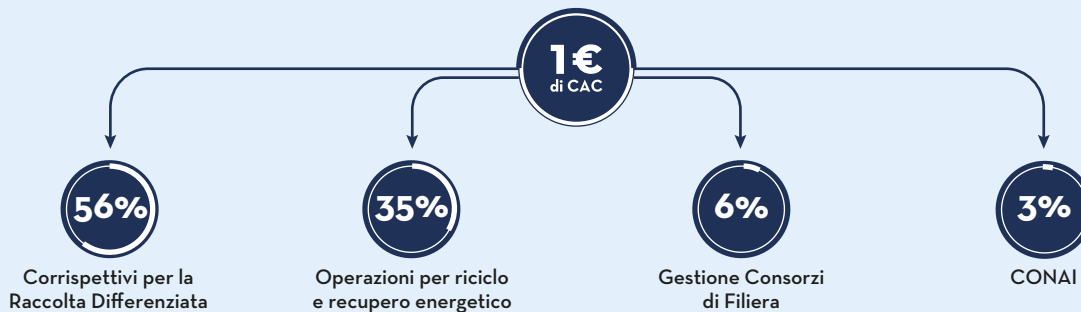 1€
di CAC
56%
35%
6%
3%
Corrispettivi per la
Raccolta Differenziata
Operazioni per riciclo
e recupero energetico
Gestione Consorzi
di Filiera
CONAI